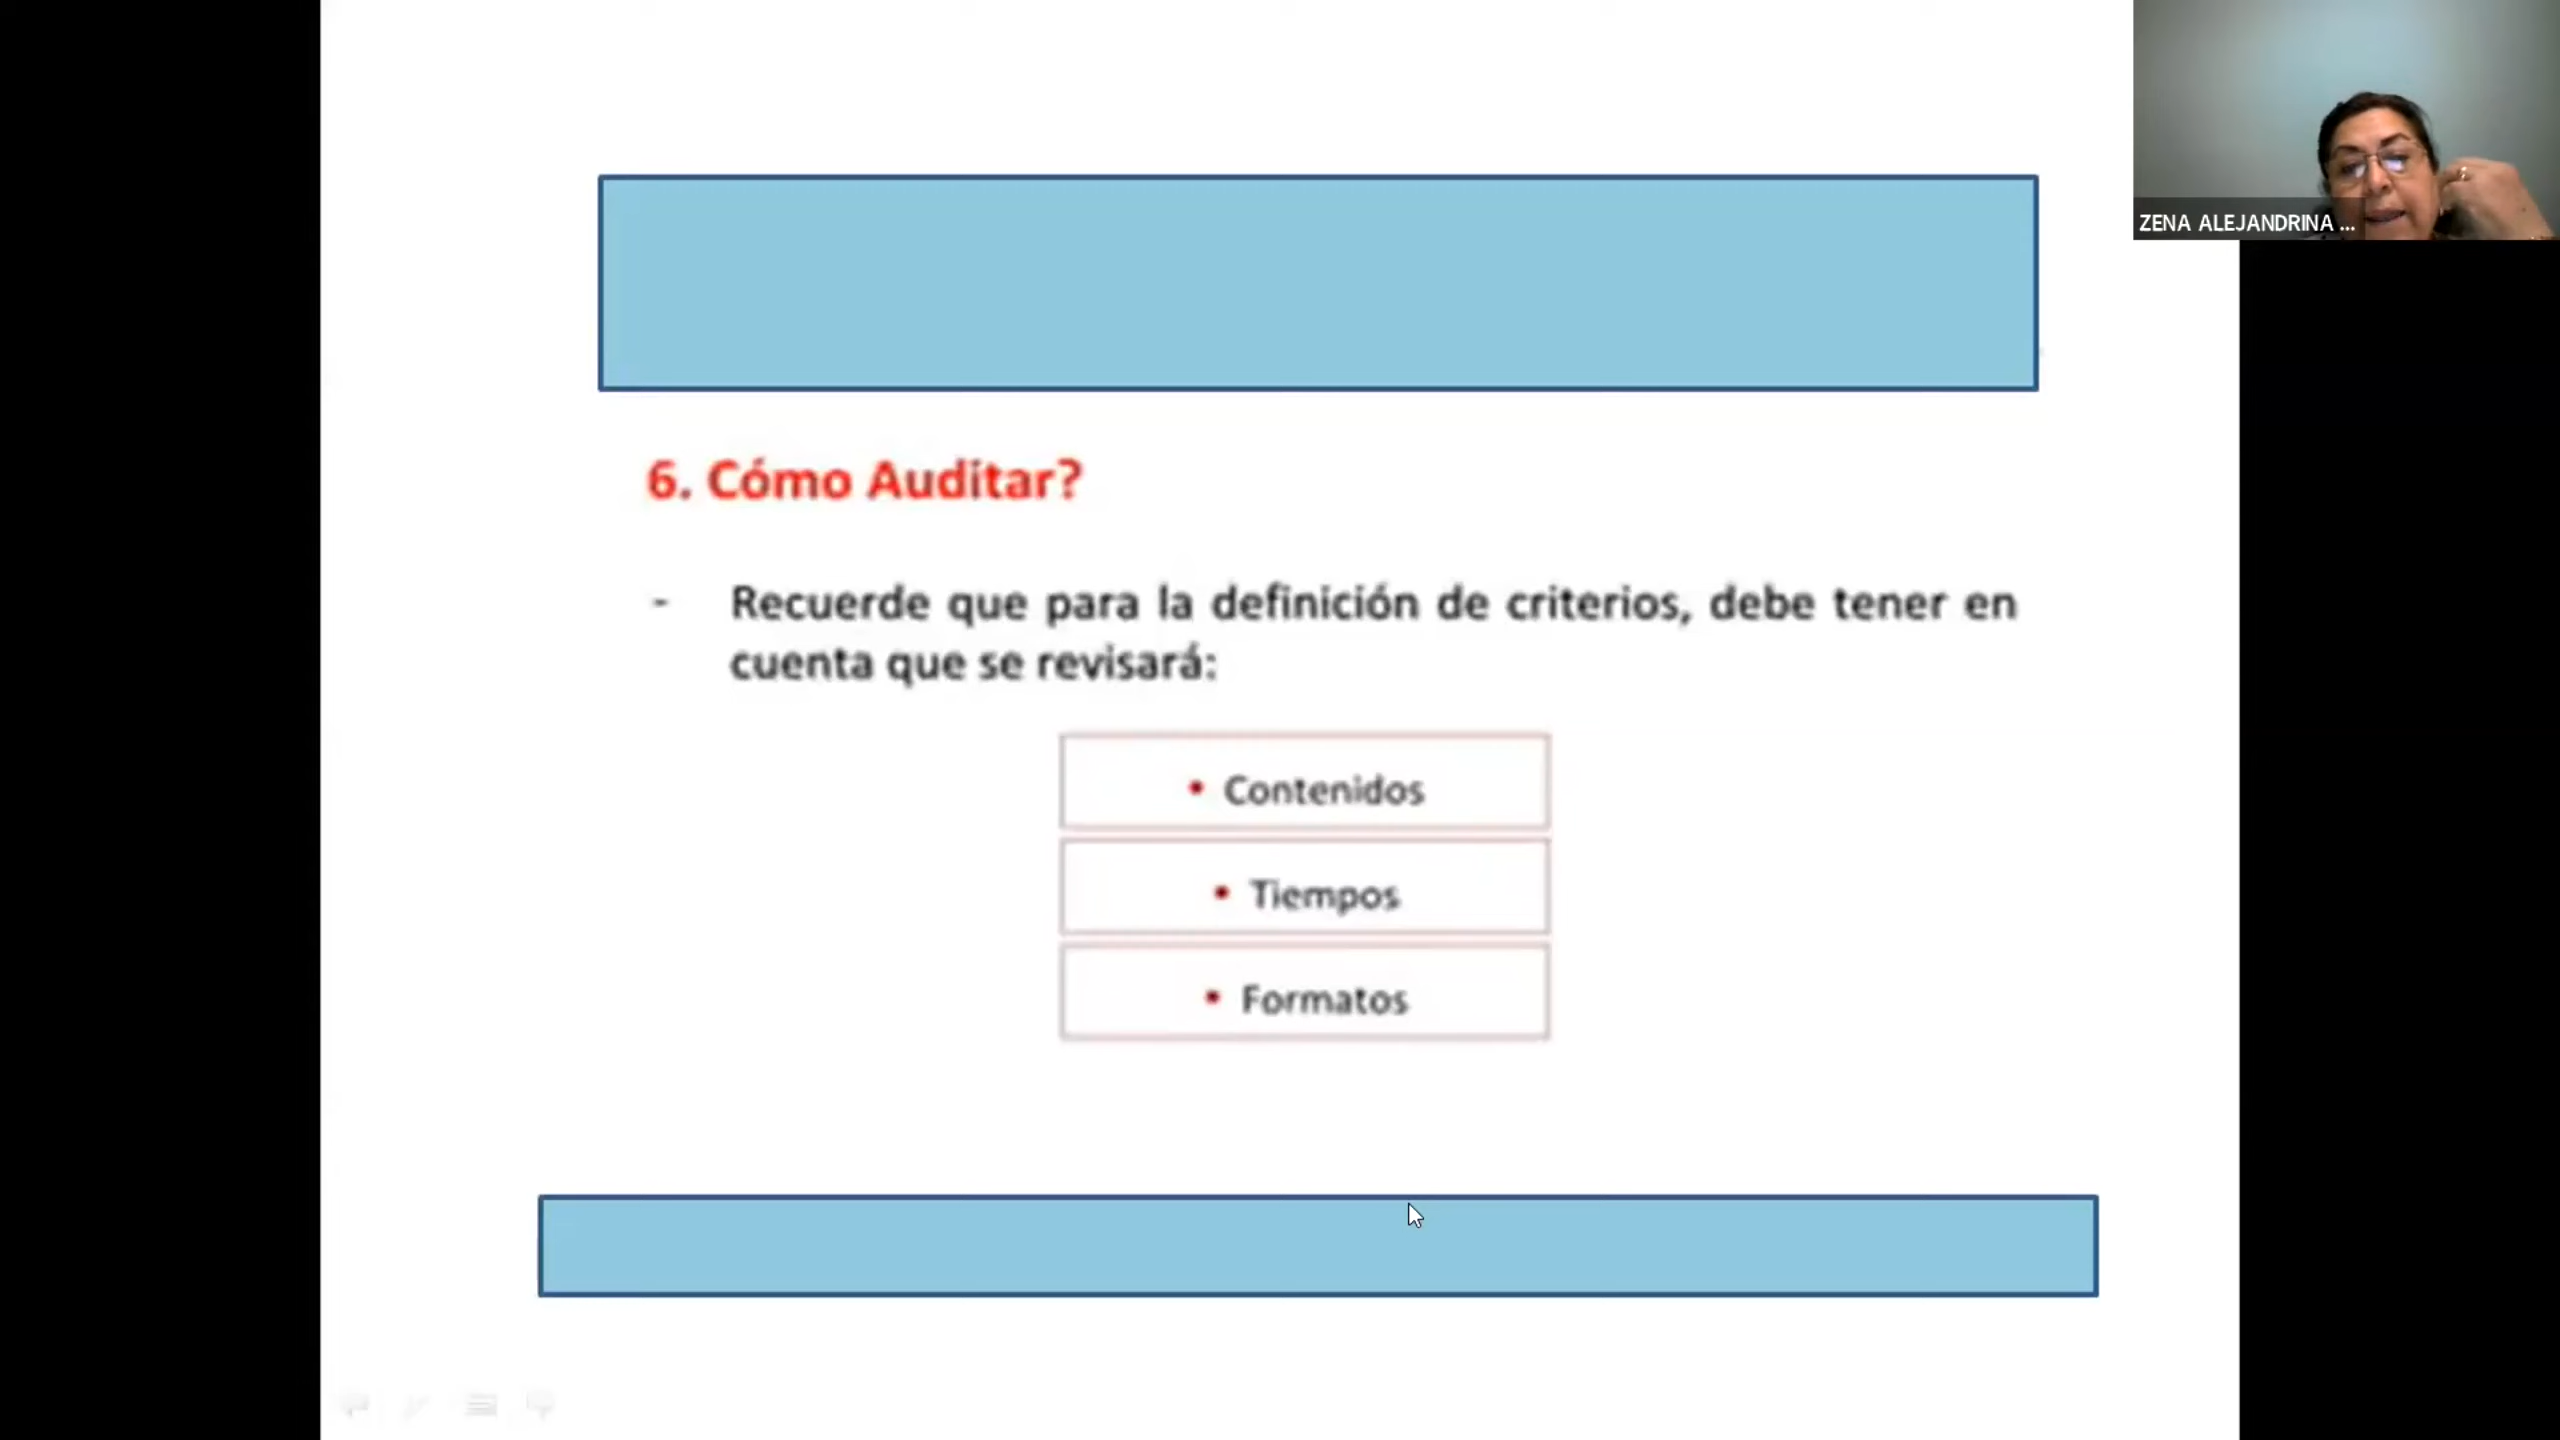 ZENA ALEJANDRINA ...
6. Cómo Auditar?
- Recuerde que para la definición de criterios, debe tener en
cuenta que se revisará:
• Contenidos
• Tiempos
• Formatos